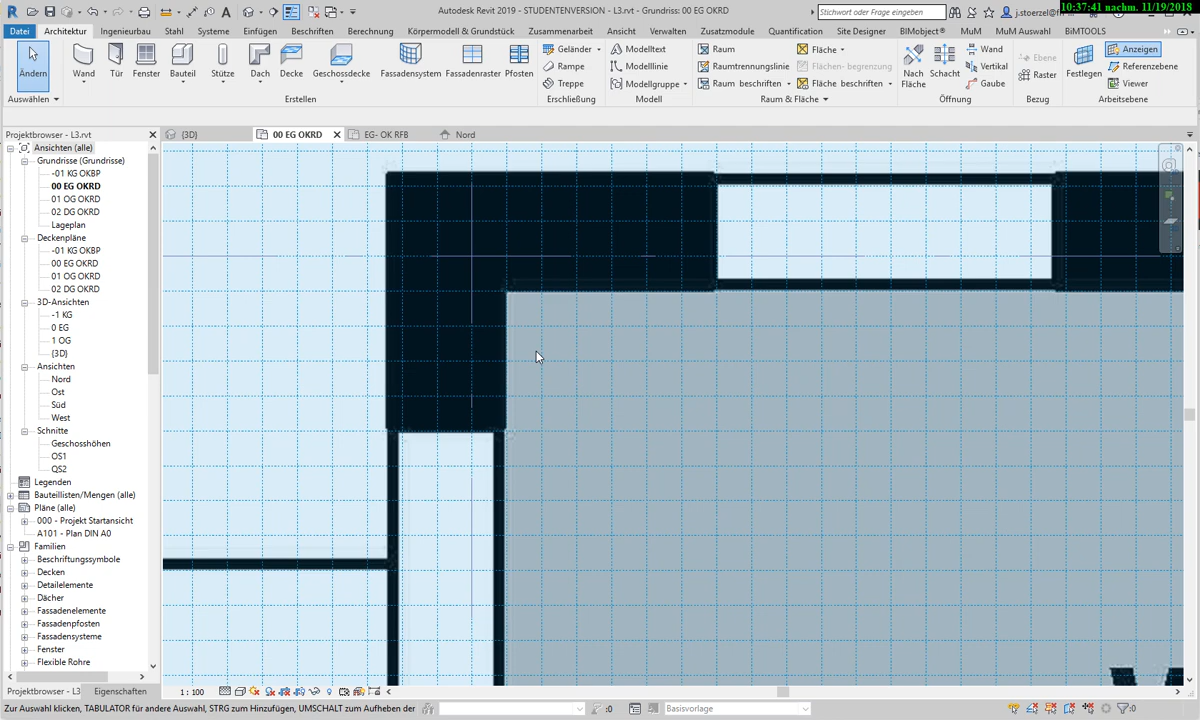 Autodesk Revit 2019 - STUDENTENVERSION - L3.rvt - Grundriss: 00 EG OKRD
Stichwort oder Frage eingeben
j.stoerzel@fh
10:37:41 nachm. 11/19/2018
Datei Architektur Ingenieurbau Stahl Systeme Einfügen Beschriften Berechnung Körpermodell & Grundstück Zusammenarbeit Ansicht Verwalten Zusatzmodule Quantification Site Designer BIMobject® MuM MuM Auswahl BiMTOOLS
Ändern Wand Tür Fenster Bauteil Stütze Dach Decke Geschossdecke Fassadensystem Fassadenraster Pfosten
Geländer
Rampe
Treppe
Modelltext
Modelllinie
Modellgruppe
Raum
Raumtrennungslinie
Raum beschriften
Fläche
Flächen- begrenzung
Fläche beschriften
Nach Fläche
Schacht
Wand
Vertikal
Gaube
Ebene
Raster
Festlegen
Anzeigen
Referenzebene
Viewer
Auswählen Erstellen Erschließung Modell Raum & Fläche Öffnung Bezug Arbeitsebene
Projektbrowser - L3.rvt
{3D} 00 EG OKRD EG- OK RFB Nord
Ansichten (alle)
Grundrisse (Grundrisse)
-01 KG OKBP
00 EG OKRD
01 OG OKRD
02 DG OKRD
Lageplan
Deckenpläne
-01 KG OKBP
00 EG OKRD
01 OG OKRD
02 DG OKRD
3D-Ansichten
-1 KG
0 EG
1 OG
{3D}
Ansichten
Nord
Ost
Süd
West
Schnitte
Geschosshöhen
QS1
QS2
Legenden
Bauteillisten/Mengen (alle)
Pläne (alle)
000 - Projekt Startansicht
A101 - Plan DIN A0
Familien
Beschriftungssymbole
Decken
Detailelemente
Dächer
Fassadenelemente
Fassadenpfosten
Fassadensysteme
Fenster
Flexible Rohre
Projektbrowser - L3 Eigenschaften
1 : 100
Zur Auswahl klicken, TABULATOR für andere Auswahl, STRG zum Hinzufügen, UMSCHALT zum Aufheben der
:0
Basisvorlage
:0